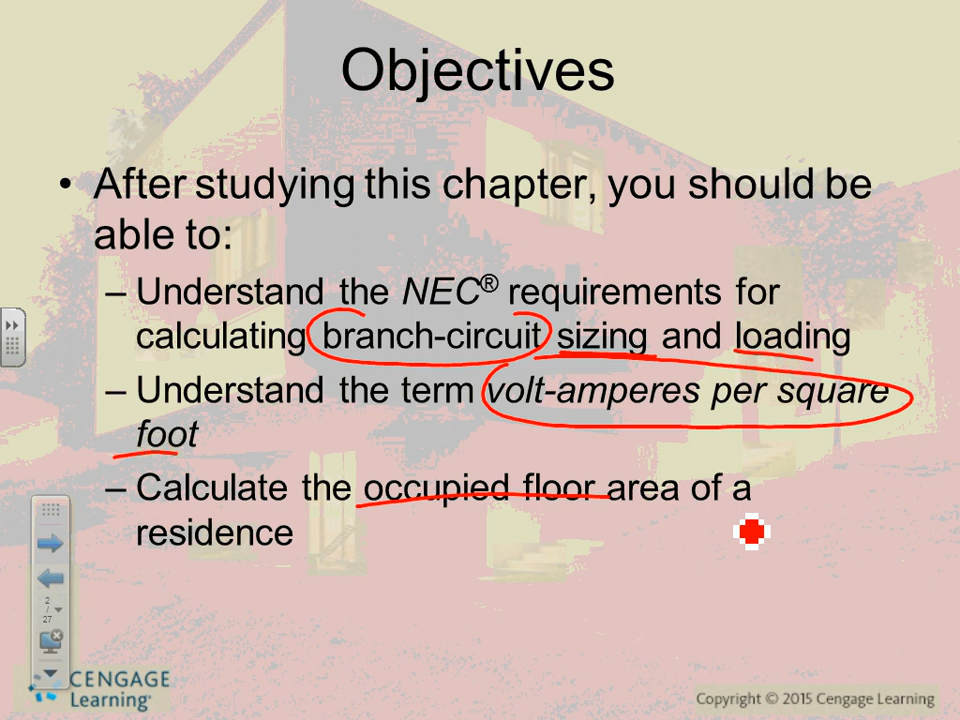 Objectives
• After studying this chapter, you should be
able to:
– Understand the NEC® requirements for
calculating branch-circuit sizing and loading
– Understand the term volt-amperes per square
foot
– Calculate the occupied floor area of a
residence
2
/
27
CENGAGE
Learning
Copyright © 2015 Cengage Learning